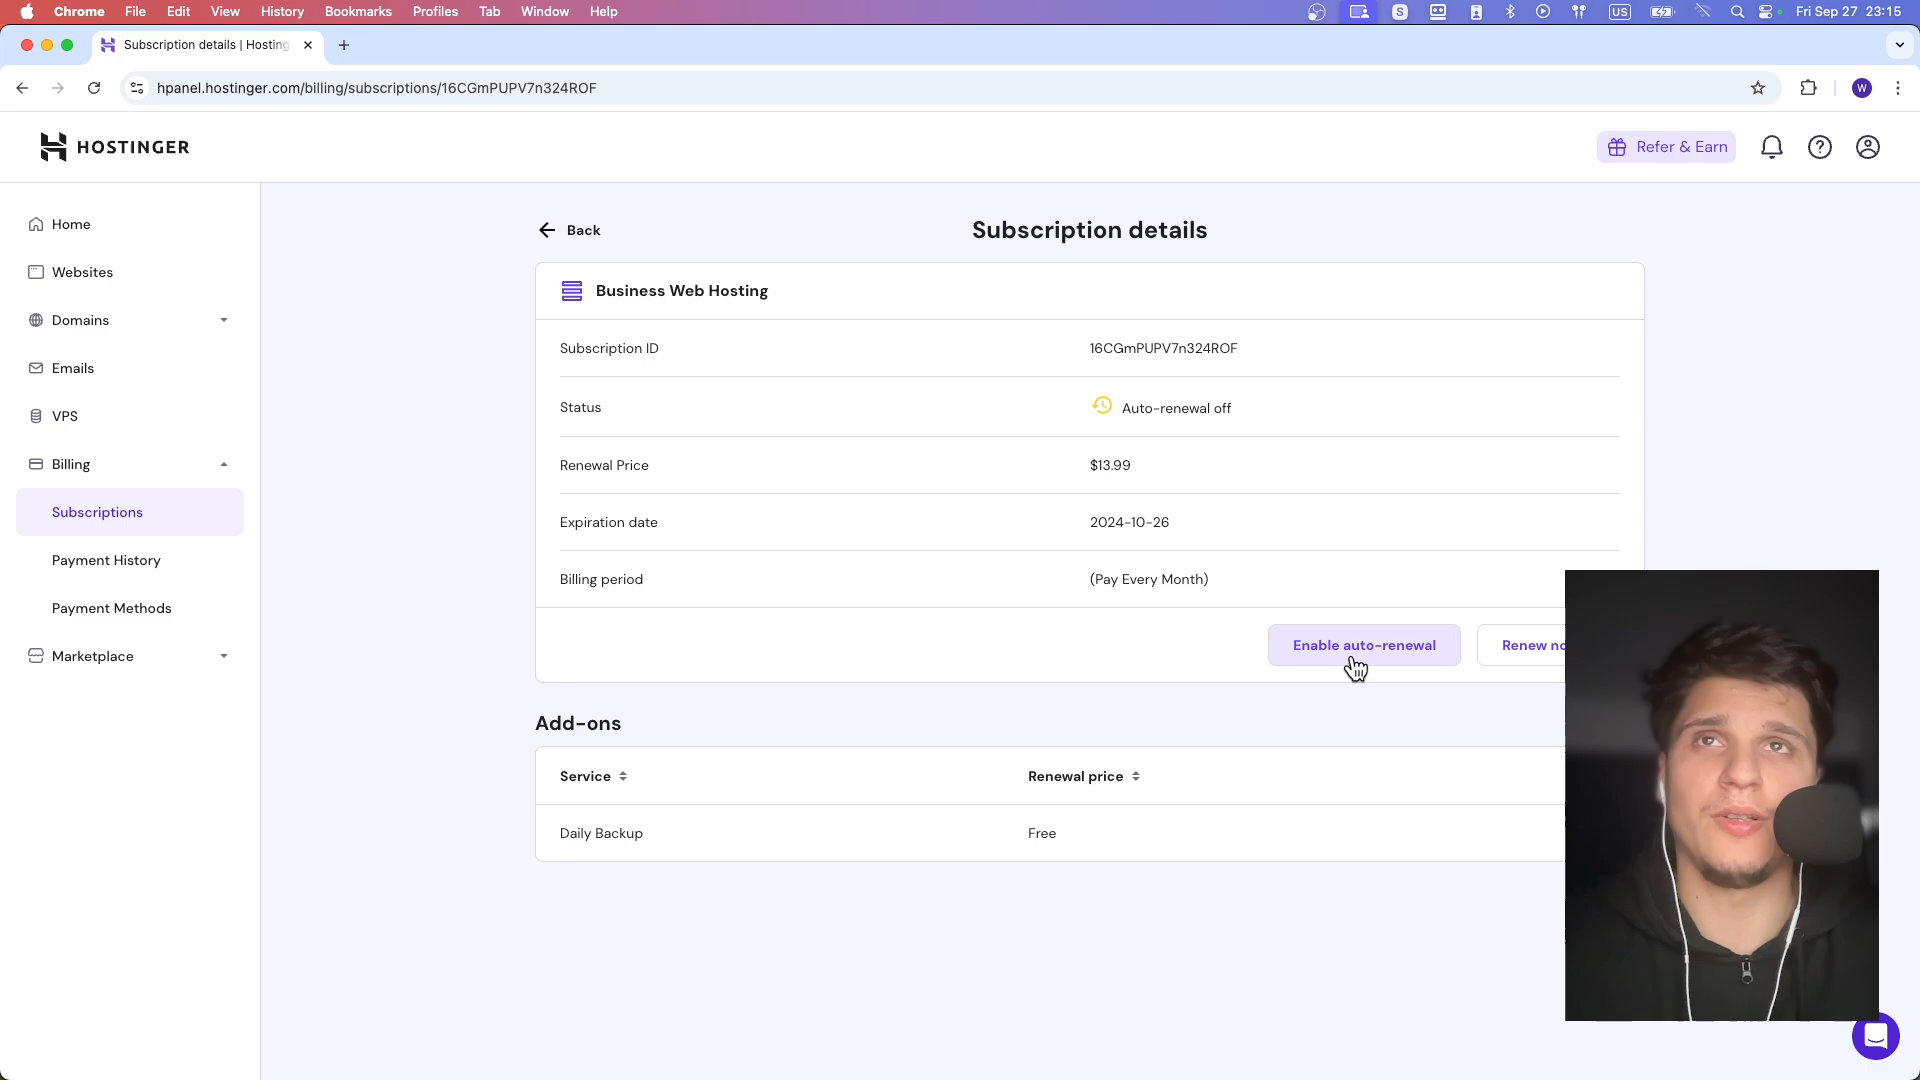 Chrome File Edit View History Bookmarks Profiles Tab Window Help
S US Fri Sep 27 23:15
Subscription details | Hosting
hpanel.hostinger.com/billing/subscriptions/16CGmPUPV7n324ROF
W
HOSTINGER
Refer & Earn
Home
Websites
Domains
Emails
VPS
Billing
Subscriptions
Payment History
Payment Methods
Marketplace
Back
Subscription details
Business Web Hosting
Subscription ID 16CGmPUPV7n324ROF
Status Auto-renewal off
Renewal Price $13.99
Expiration date 2024-10-26
Billing period (Pay Every Month)
Enable auto-renewal Renew no
Add-ons
Service Renewal price
Daily Backup Free